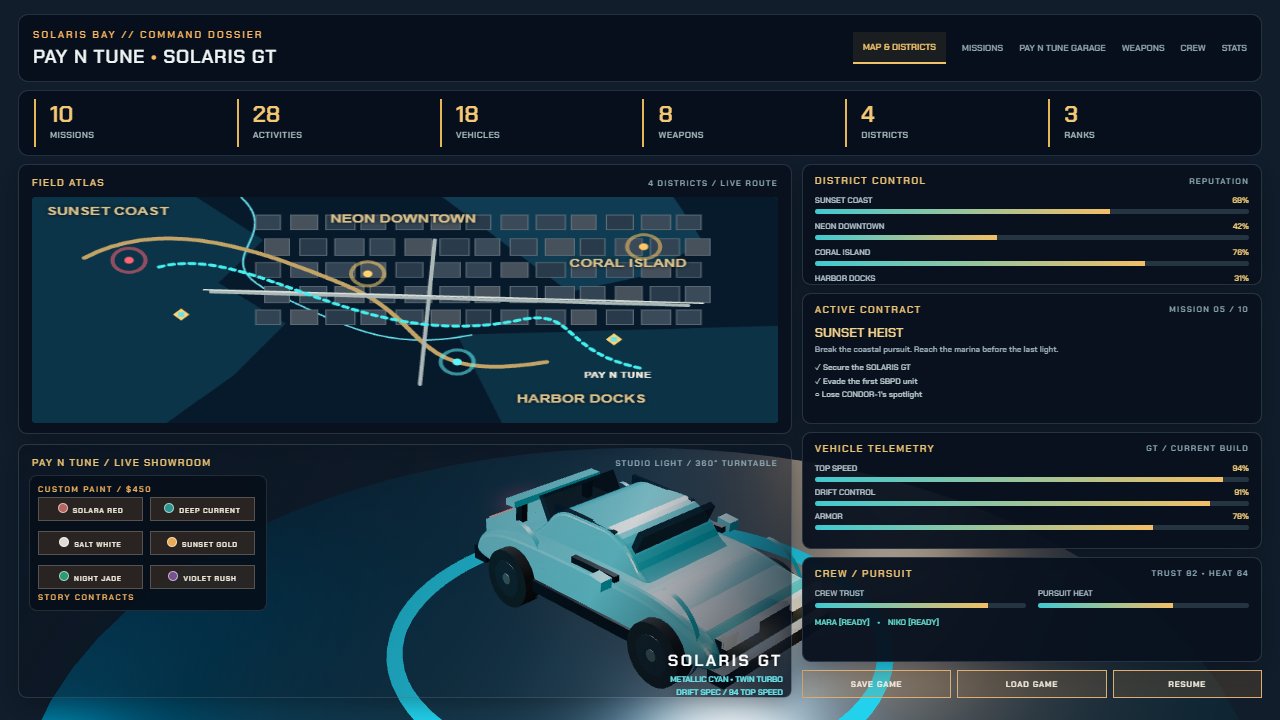 SOLARIS BAY // COMMAND DOSSIER
PAY N TUNE • SOLARIS GT
MAP & DISTRICTS
MISSIONS
PAY N TUNE GARAGE
WEAPONS
CREW
STATS
10
MISSIONS
28
ACTIVITIES
18
VEHICLES
8
WEAPONS
4
DISTRICTS
3
RANKS
FIELD ATLAS
4 DISTRICTS / LIVE ROUTE
SUNSET COAST
NEON DOWNTOWN
CORAL ISLAND
PAY N TUNE
HARBOR DOCKS
DISTRICT CONTROL
REPUTATION
SUNSET COAST 68%
NEON DOWNTOWN 42%
CORAL ISLAND 76%
HARBOR DOCKS 31%
ACTIVE CONTRACT
MISSION 05 / 10
SUNSET HEIST
Break the coastal pursuit. Reach the marina before the last light.
✓ Secure the SOLARIS GT
✓ Evade the first SBPD unit
○ Lose CONDOR-1's spotlight
PAY N TUNE / LIVE SHOWROOM
STUDIO LIGHT / 360° TURNTABLE
CUSTOM PAINT / $450
SOLARA RED
DEEP CURRENT
SALT WHITE
SUNSET GOLD
NIGHT JADE
VIOLET RUSH
STORY CONTRACTS
SOLARIS GT
METALLIC CYAN • TWIN TURBO
DRIFT SPEC / 94 TOP SPEED
VEHICLE TELEMETRY
GT / CURRENT BUILD
TOP SPEED 94%
DRIFT CONTROL 91%
ARMOR 78%
CREW / PURSUIT
TRUST 82 • HEAT 64
CREW TRUST
PURSUIT HEAT
MARA [READY] • NIKO [READY]
SAVE GAME
LOAD GAME
RESUME